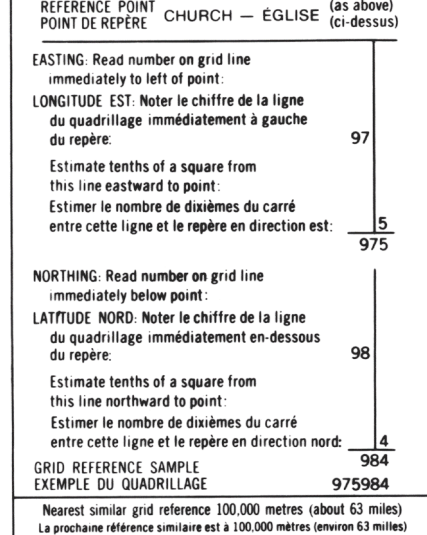 REFERENCE POINT CHURCH — ÉGLISE (as above)
POINT DE REPÈRE (ci-dessus)
EASTING: Read number on grid line
immediately to left of point:
LONGITUDE EST: Noter le chiffre de la ligne
du quadrillage immédiatement à gauche
du repère: 97
Estimate tenths of a square from
this line eastward to point:
Estimer le nombre de dixièmes du carré
entre cette ligne et le repère en direction est: 5
975
NORTHING: Read number on grid line
immediately below point:
LATITUDE NORD: Noter le chiffre de la ligne
du quadrillage immédiatement en-dessous
du repère: 98
Estimate tenths of a square from
this line northward to point:
Estimer le nombre de dixièmes du carré
entre cette ligne et le repère en direction nord: 4
GRID REFERENCE SAMPLE 984
EXEMPLE DU QUADRILLAGE 975984
Nearest similar grid reference 100,000 metres (about 63 miles)
La prochaine référence similaire est à 100,000 mètres (environ 63 milles)